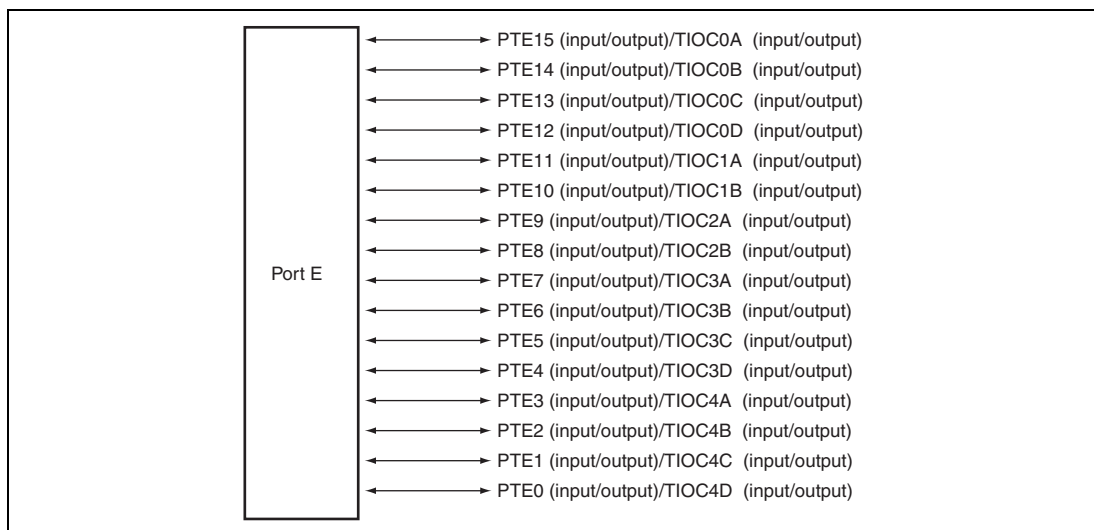 PTE15 (input/output)/TIOC0A (input/output)
PTE14 (input/output)/TIOC0B (input/output)
PTE13 (input/output)/TIOC0C (input/output)
PTE12 (input/output)/TIOC0D (input/output)
PTE11 (input/output)/TIOC1A (input/output)
PTE10 (input/output)/TIOC1B (input/output)
PTE9 (input/output)/TIOC2A (input/output)
PTE8 (input/output)/TIOC2B (input/output)
Port E
PTE7 (input/output)/TIOC3A (input/output)
PTE6 (input/output)/TIOC3B (input/output)
PTE5 (input/output)/TIOC3C (input/output)
PTE4 (input/output)/TIOC3D (input/output)
PTE3 (input/output)/TIOC4A (input/output)
PTE2 (input/output)/TIOC4B (input/output)
PTE1 (input/output)/TIOC4C (input/output)
PTE0 (input/output)/TIOC4D (input/output)